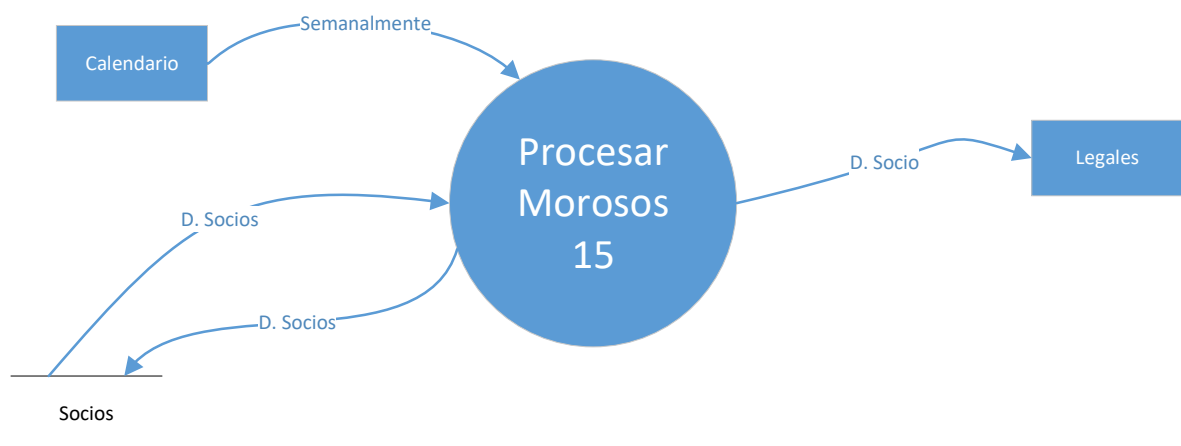 Semanalmente
Calendario
Procesar
Morosos
15
Legales
D. Socio
D. Socios
D. Socios
Socios